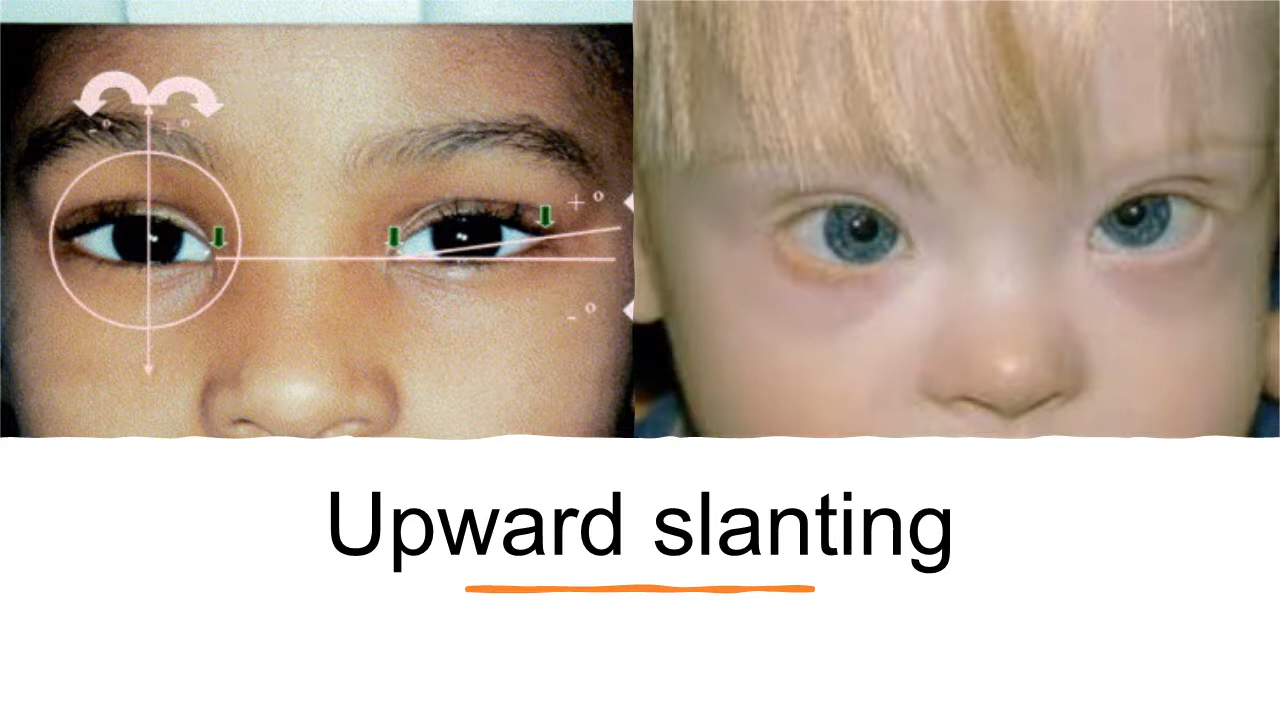 - o + o
+ o
- o
Upward slanting